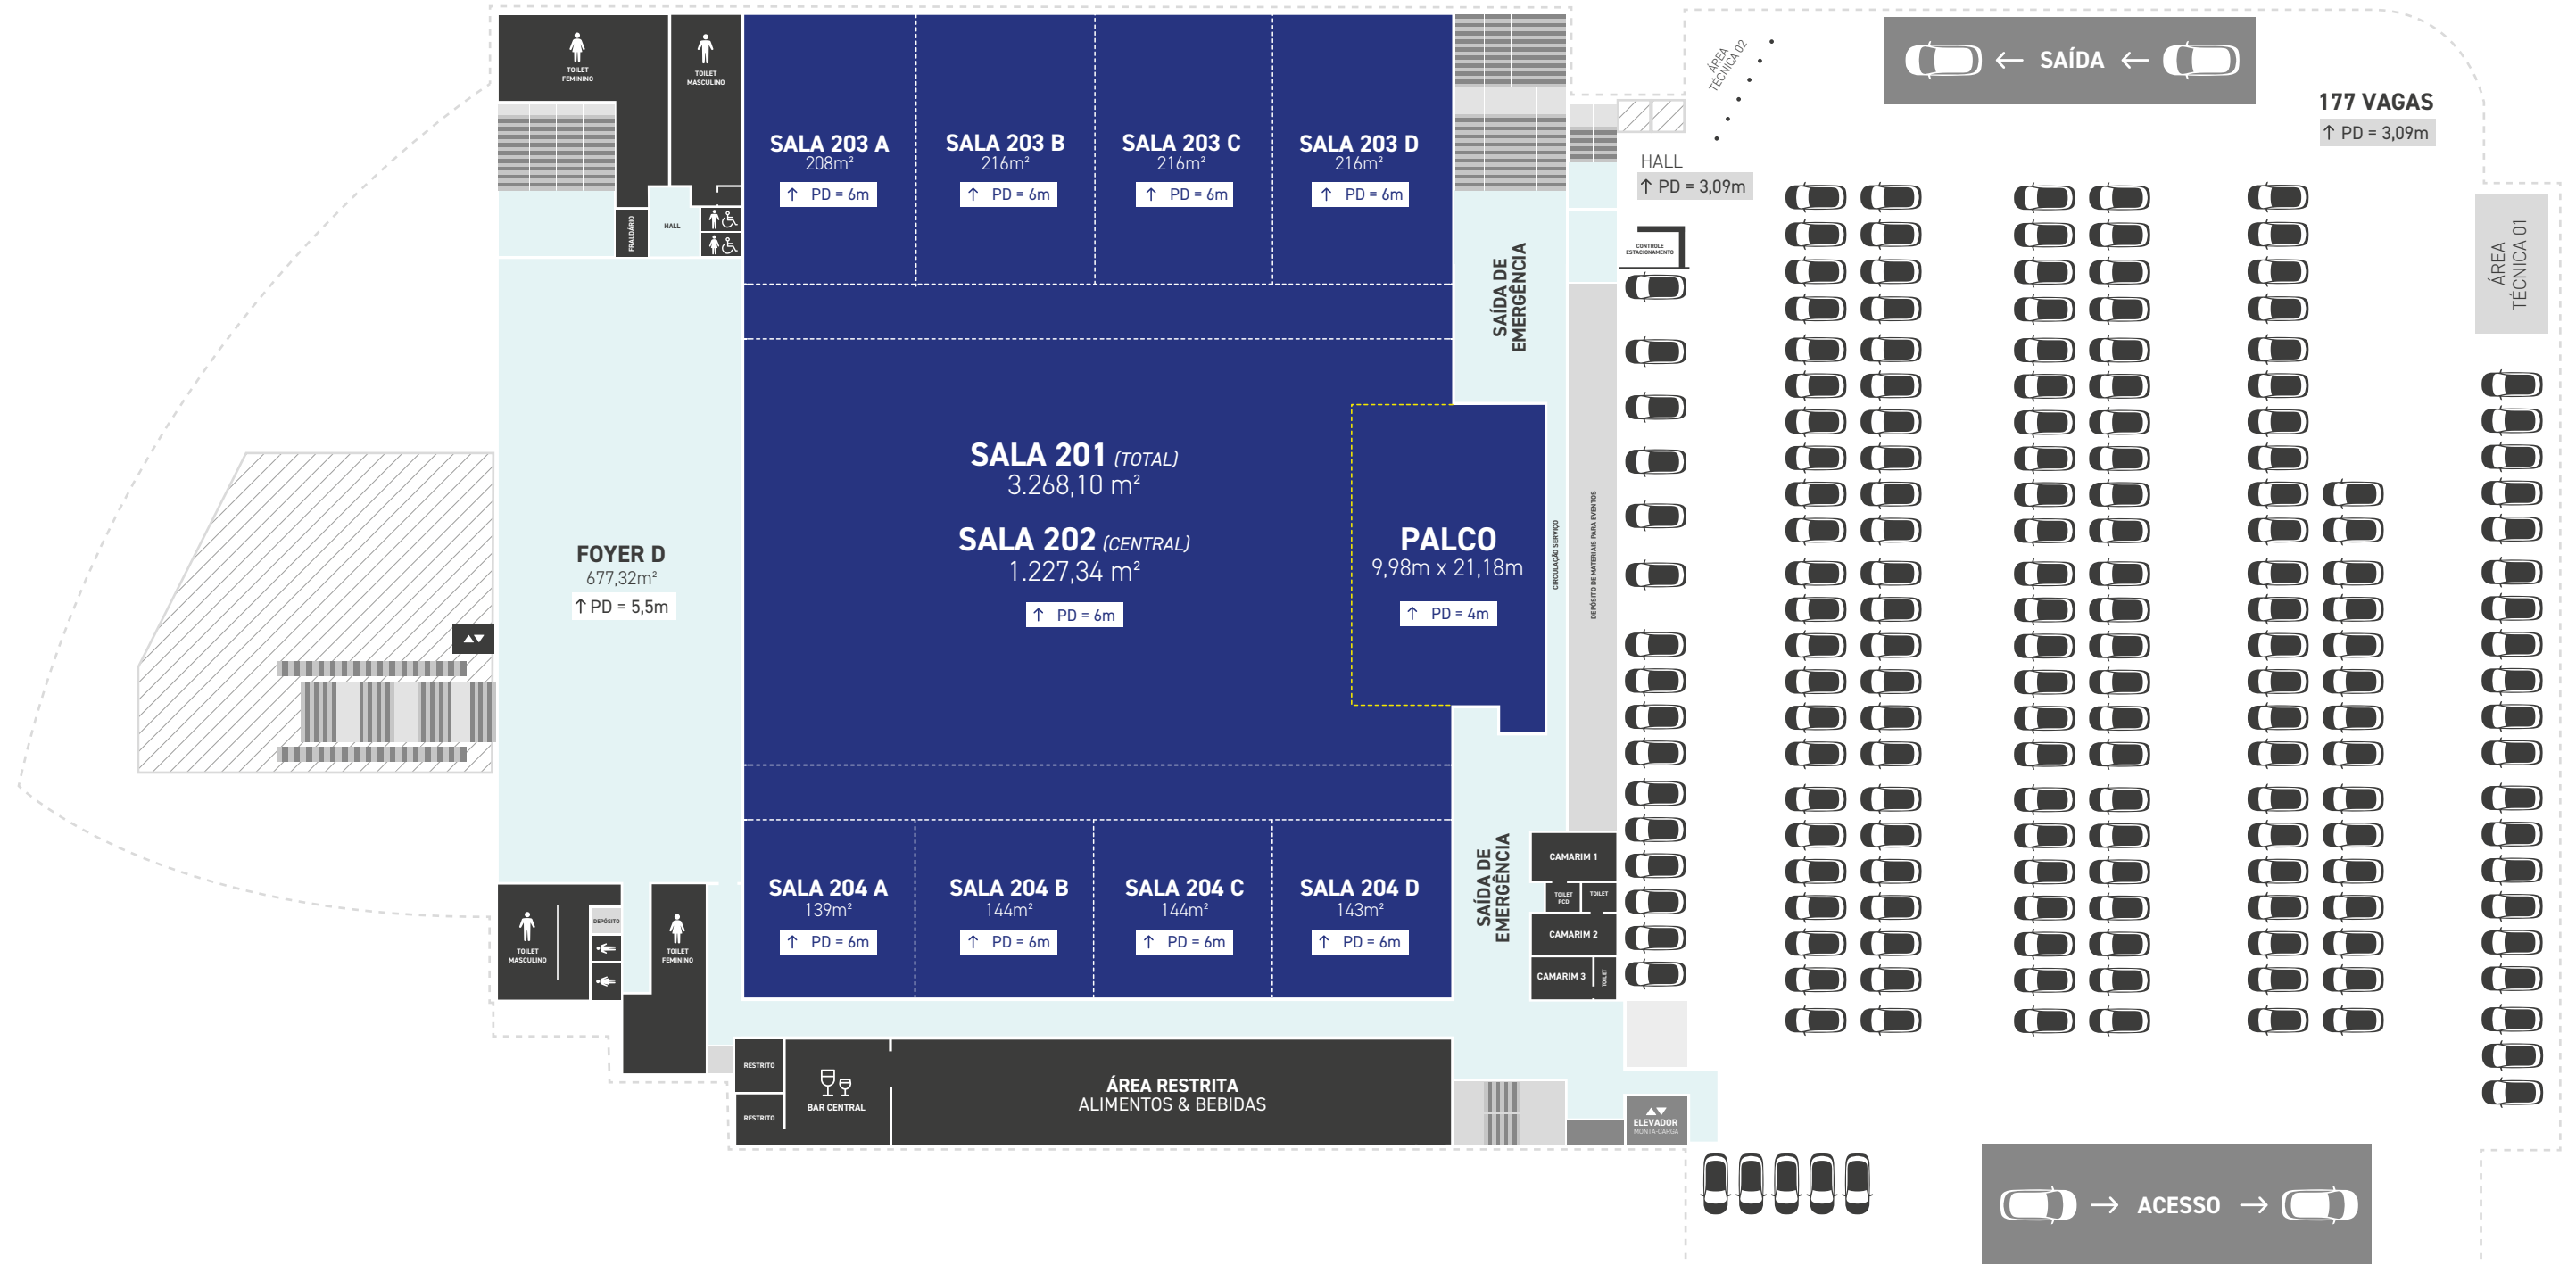 TOILET
FEMININO
TOILET
MASCULINO
FRALDÁRIO
HALL
SALA 203 A
208m²
↑ PD = 6m
SALA 203 B
216m²
↑ PD = 6m
SALA 203 C
216m²
↑ PD = 6m
SALA 203 D
216m²
↑ PD = 6m
SAÍDA DE
EMERGÊNCIA
ÁREA
TÉCNICA 02
HALL
↑ PD = 3,09m
CONTROLE
ESTACIONAMENTO
← SAÍDA ←
177 VAGAS
↑ PD = 3,09m
ÁREA
TÉCNICA 01
FOYER D
677,32m²
↑ PD = 5,5m
SALA 201 (TOTAL)
3.268,10 m²
SALA 202 (CENTRAL)
1.227,34 m²
↑ PD = 6m
PALCO
9,98m x 21,18m
↑ PD = 4m
CIRCULAÇÃO SERVIÇO
DEPÓSITO DE MATERIAIS PARA EVENTOS
SALA 204 A
139m²
↑ PD = 6m
SALA 204 B
144m²
↑ PD = 6m
SALA 204 C
144m²
↑ PD = 6m
SALA 204 D
143m²
↑ PD = 6m
SAÍDA DE
EMERGÊNCIA
CAMARIM 1
TOILET
PCD
TOILET
CAMARIM 2
CAMARIM 3
TOILET
TOILET
MASCULINO
DEPÓSITO
TOILET
FEMININO
RESTRITO
RESTRITO
BAR CENTRAL
ÁREA RESTRITA
ALIMENTOS & BEBIDAS
ELEVADOR
MONTA-CARGA
→ ACESSO →